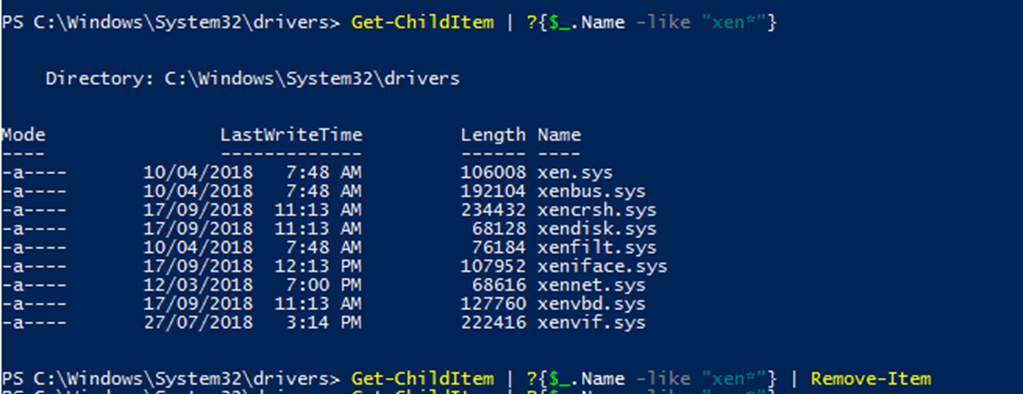 PS C:\Windows\System32\drivers> Get-ChildItem | ?{$_.Name -like "xen*"}
Directory: C:\Windows\System32\drivers
Mode LastWriteTime Length Name
---- ------------- ------ ----
-a---- 10/04/2018 7:48 AM 106008 xen.sys
-a---- 10/04/2018 7:48 AM 192104 xenbus.sys
-a---- 17/09/2018 11:13 AM 234432 xencrsh.sys
-a---- 17/09/2018 11:13 AM 68128 xendisk.sys
-a---- 10/04/2018 7:48 AM 76184 xenfilt.sys
-a---- 17/09/2018 12:13 PM 107952 xeniface.sys
-a---- 12/03/2018 7:00 PM 68616 xennet.sys
-a---- 17/09/2018 11:13 AM 127760 xenvbd.sys
-a---- 27/07/2018 3:14 PM 222416 xenvif.sys
PS C:\Windows\System32\drivers> Get-ChildItem | ?{$_.Name -like "xen*"} | Remove-Item